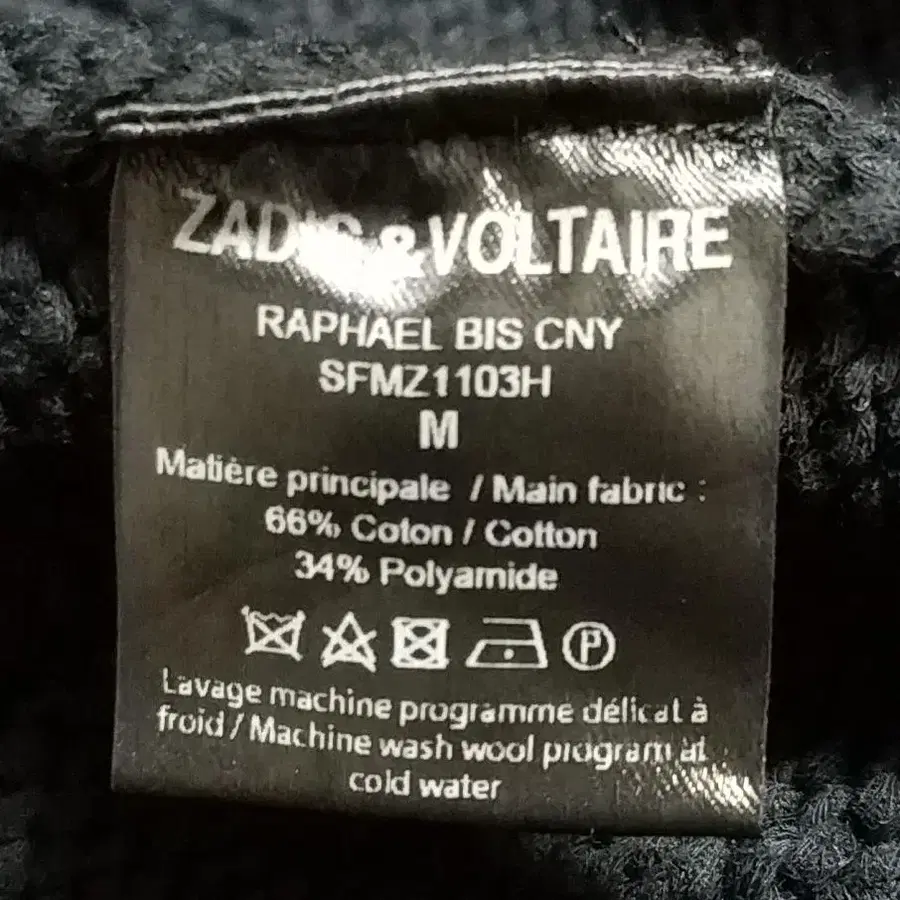 ZADIG & VOLTAIRE
RAPHAEL BIS CNY
SFMZ1103H
M
Matière principale / Main fabric :
66% Coton / Cotton
34% Polyamide
P
Lavage machine programme délicat à
froid / Machine wash wool program at
cold water